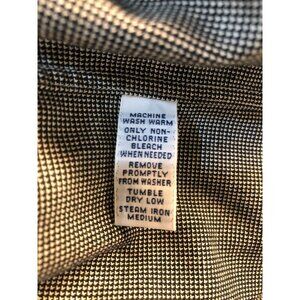 MACHINE
WASH WARM
ONLY NON-
CHLORINE
BLEACH
WHEN NEEDED
REMOVE
PROMPTLY
FROM WASHER
TUMBLE
DRY LOW
STEAM IRON
MEDIUM